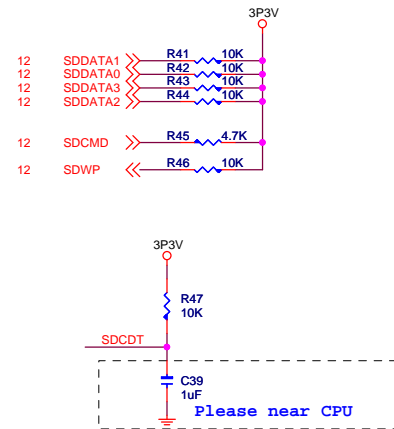 3P3V
12 SDDATA1 R41 10K
12 SDDATA0 R42 10K
12 SDDATA3 R43 10K
12 SDDATA2 R44 10K
12 SDCMD R45 4.7K
12 SDWP R46 10K
3P3V
R47
10K
SDCDT
C39
1uF
Please near CPU